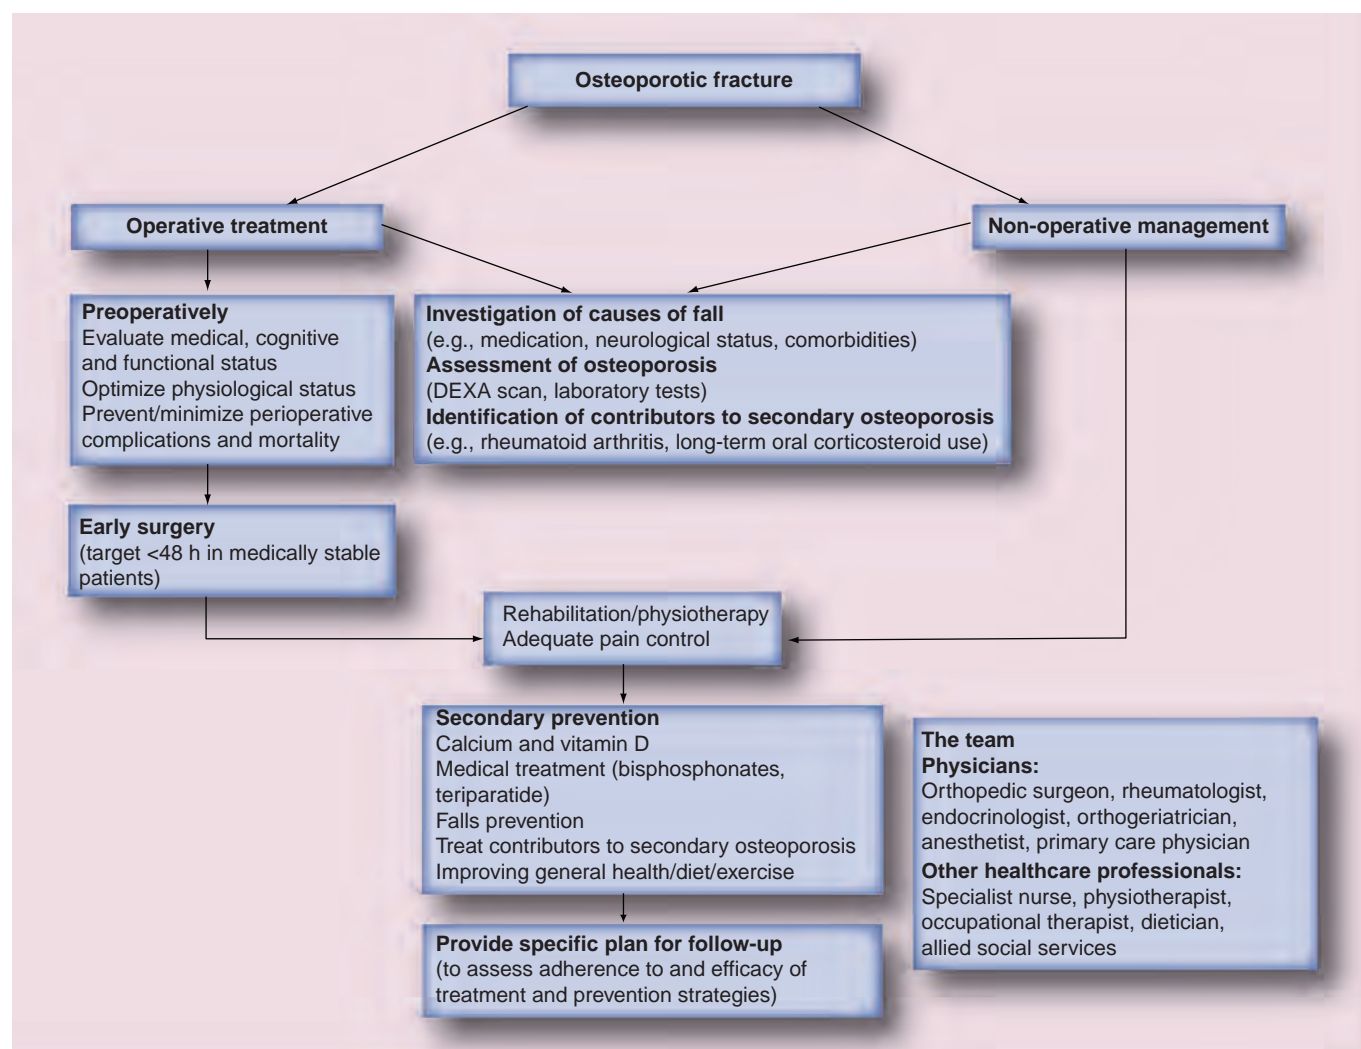 Osteoporotic fracture
Operative treatment
Non-operative management
Preoperatively
Evaluate medical, cognitive
and functional status
Optimize physiological status
Prevent/minimize perioperative
complications and mortality
Investigation of causes of fall
(e.g., medication, neurological status, comorbidities)
Assessment of osteoporosis
(DEXA scan, laboratory tests)
Identification of contributors to secondary osteoporosis
(e.g., rheumatoid arthritis, long-term oral corticosteroid use)
Early surgery
(target <48 h in medically stable
patients)
Rehabilitation/physiotherapy
Adequate pain control
Secondary prevention
Calcium and vitamin D
Medical treatment (bisphosphonates,
teriparatide)
Falls prevention
Treat contributors to secondary osteoporosis
Improving general health/diet/exercise
The team
Physicians:
Orthopedic surgeon, rheumatologist,
endocrinologist, orthogeriatrician,
anesthetist, primary care physician
Other healthcare professionals:
Specialist nurse, physiotherapist,
occupational therapist, dietician,
allied social services
Provide specific plan for follow-up
(to assess adherence to and efficacy of
treatment and prevention strategies)